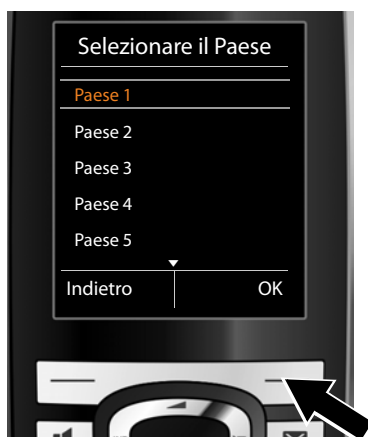 Selezionare il Paese
Paese 1
Paese 2
Paese 3
Paese 4
Paese 5
Indietro OK